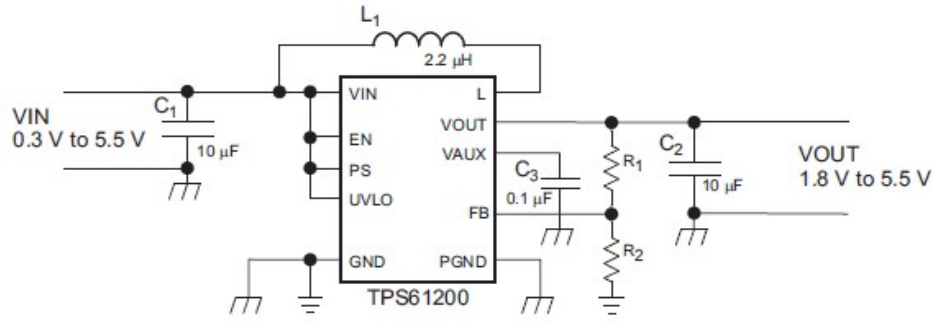 L1
2.2 µH
VIN
0.3 V to 5.5 V
C1
10 µF
VIN
EN
PS
UVLO
GND
L
VOUT
VAUX
FB
PGND
TPS61200
C3
0.1 µF
R1
R2
C2
10 µF
VOUT
1.8 V to 5.5 V